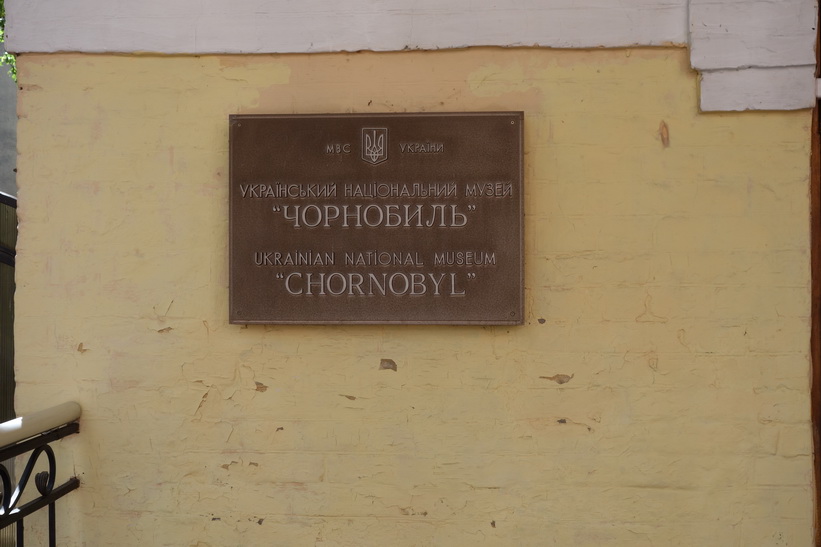 МВС УКРАЇНИ
УКРАЇНСЬКИЙ НАЦІОНАЛЬНИЙ МУЗЕЙ
“ЧОРНОБИЛЬ”
UKRAINIAN NATIONAL MUSEUM
“CHORNOBYL”